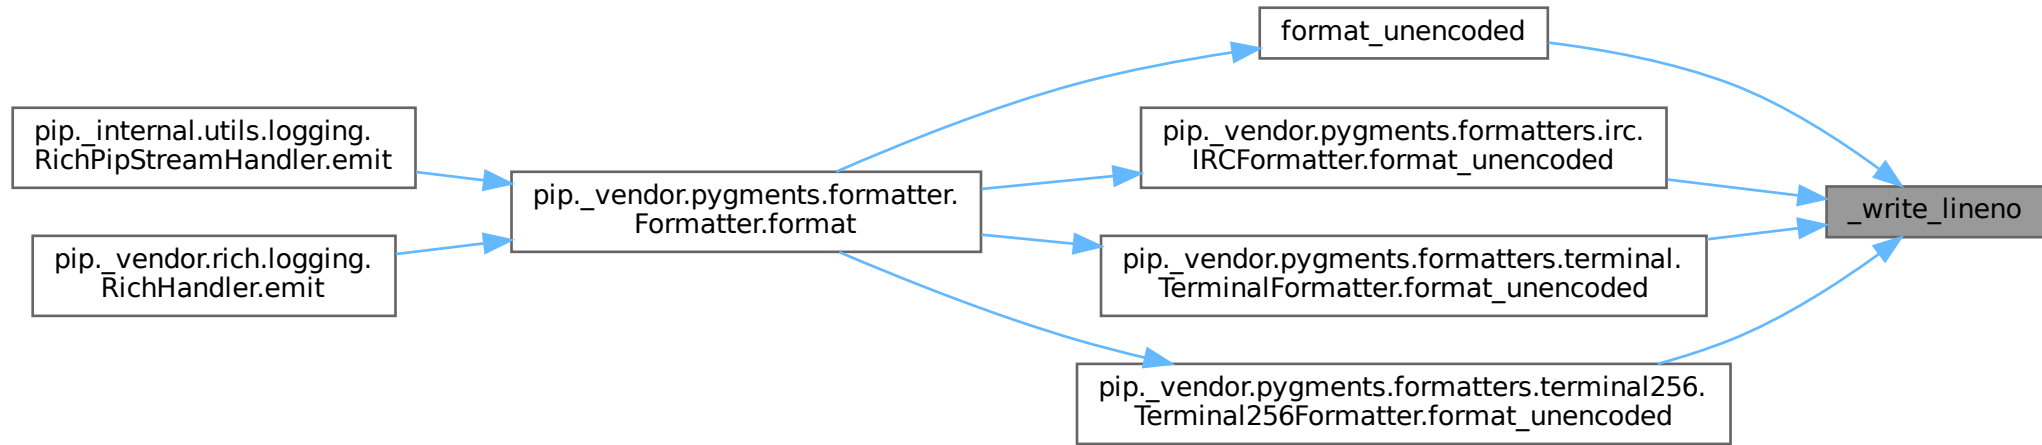 pip._internal.utils.logging.
RichPipStreamHandler.emit
pip._vendor.rich.logging.
RichHandler.emit
pip._vendor.pygments.formatter.
Formatter.format
format_unencoded
pip._vendor.pygments.formatters.irc.
IRCFormatter.format_unencoded
pip._vendor.pygments.formatters.terminal.
TerminalFormatter.format_unencoded
pip._vendor.pygments.formatters.terminal256.
Terminal256Formatter.format_unencoded
_write_lineno